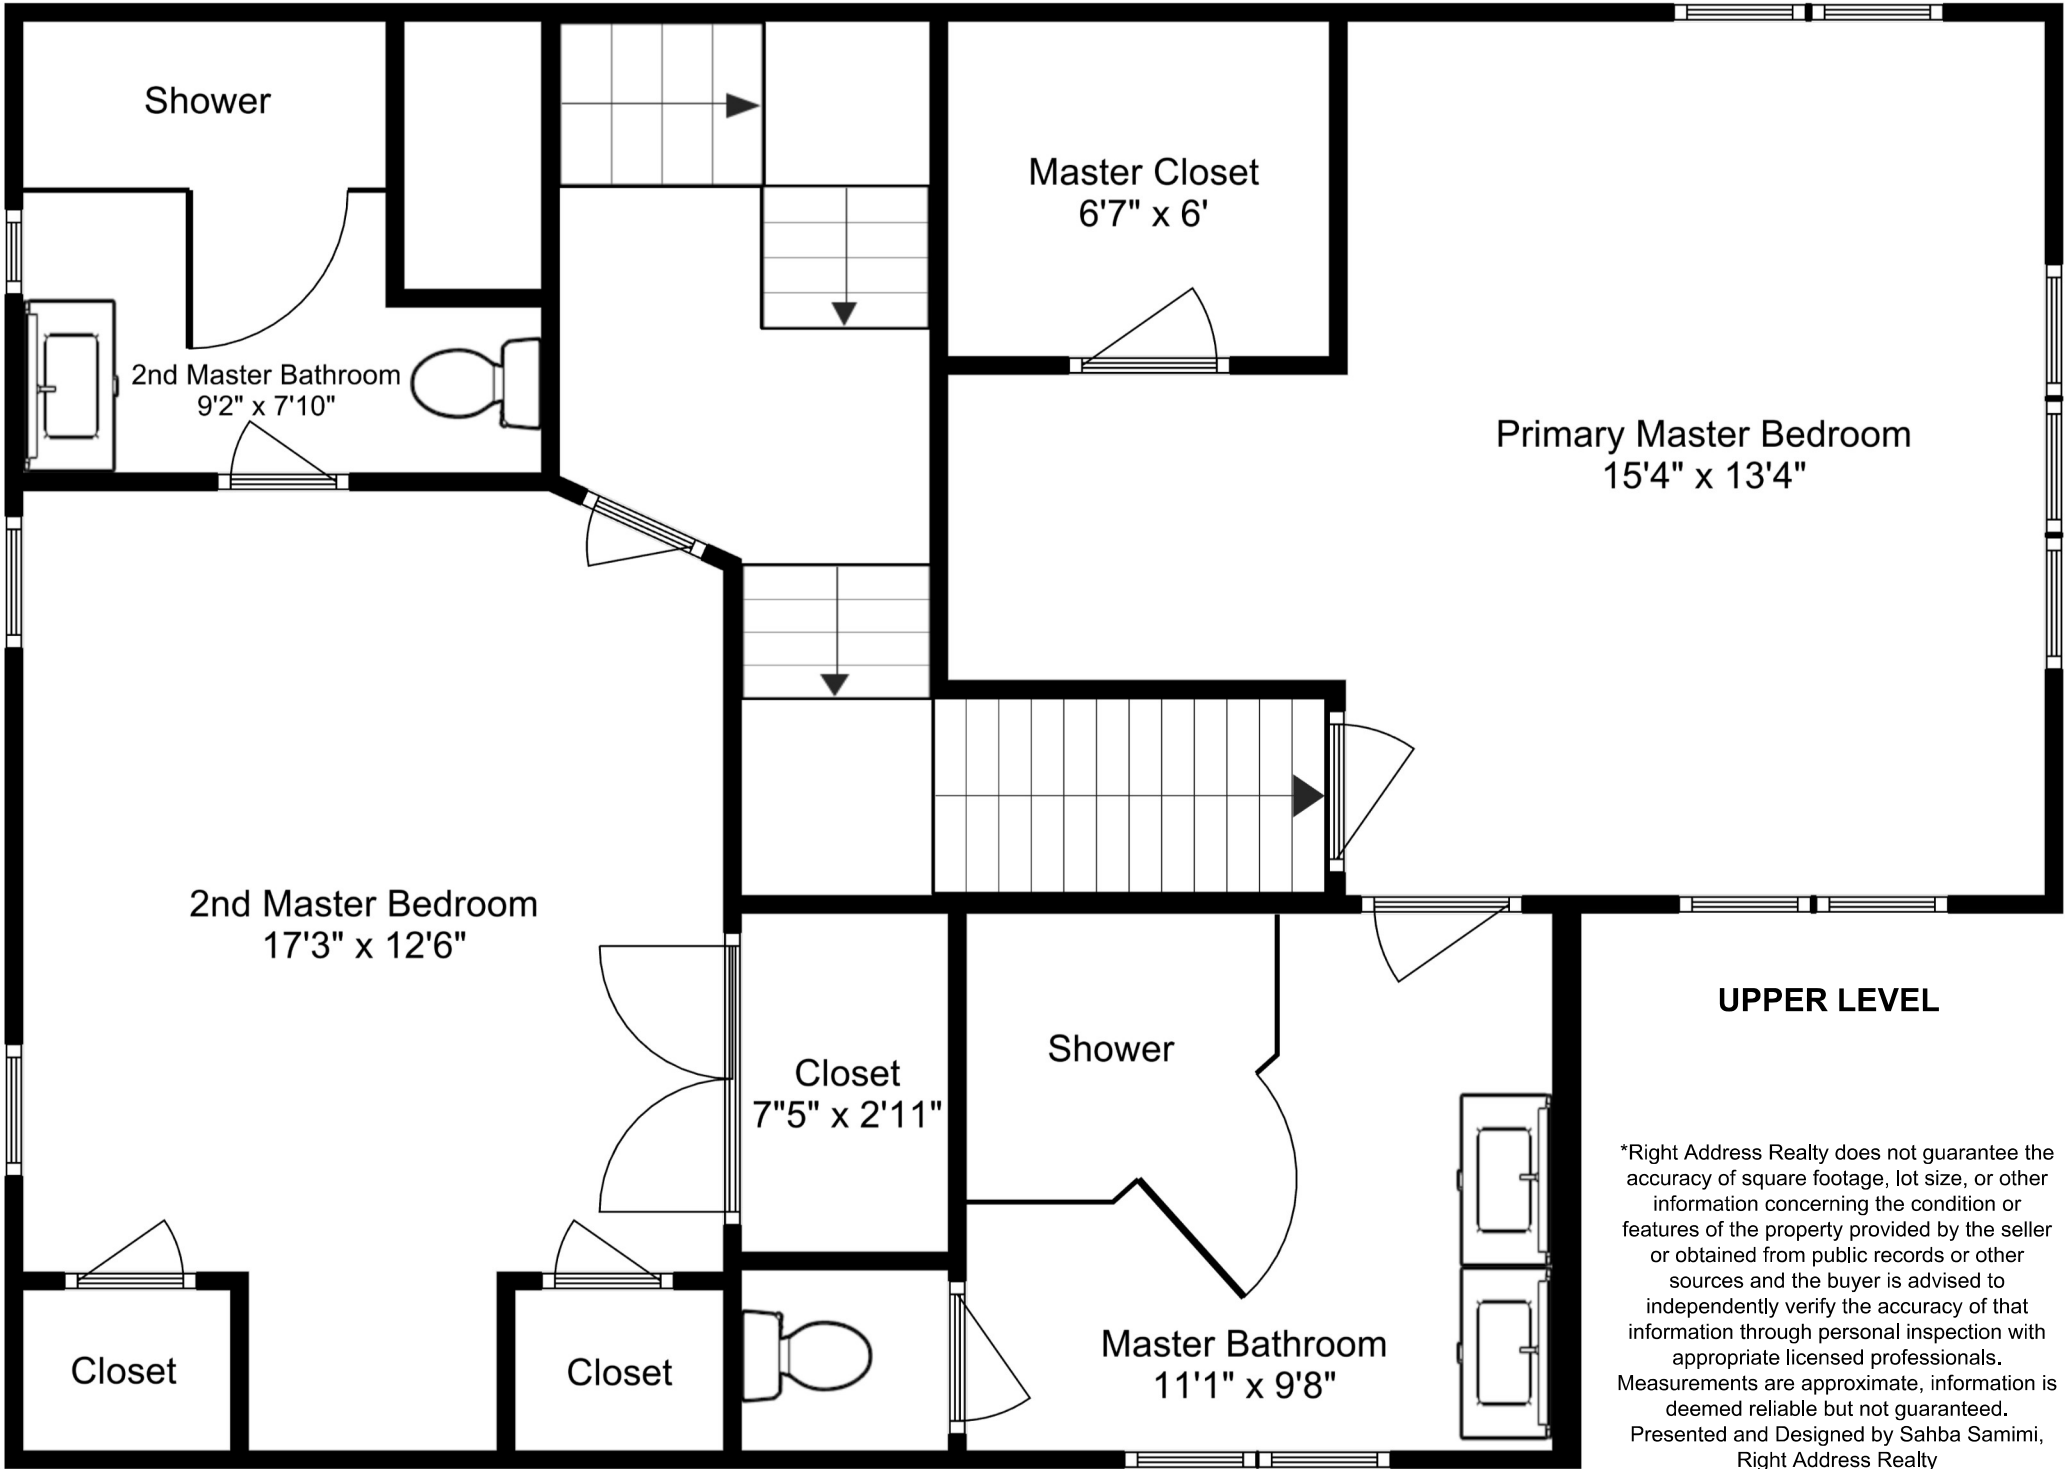 Shower
Master Closet
6'7" x 6'
2nd Master Bathroom
9'2" x 7'10"
Primary Master Bedroom
15'4" x 13'4"
2nd Master Bedroom
17'3" x 12'6"
Closet
7"5" x 2'11"
Shower
UPPER LEVEL
Closet
Closet
Master Bathroom
11'1" x 9'8"
*Right Address Realty does not guarantee the
accuracy of square footage, lot size, or other
information concerning the condition or
features of the property provided by the seller
or obtained from public records or other
sources and the buyer is advised to
independently verify the accuracy of that
information through personal inspection with
appropriate licensed professionals.
Measurements are approximate, information is
deemed reliable but not guaranteed.
Presented and Designed by Sahba Samimi,
Right Address Realty